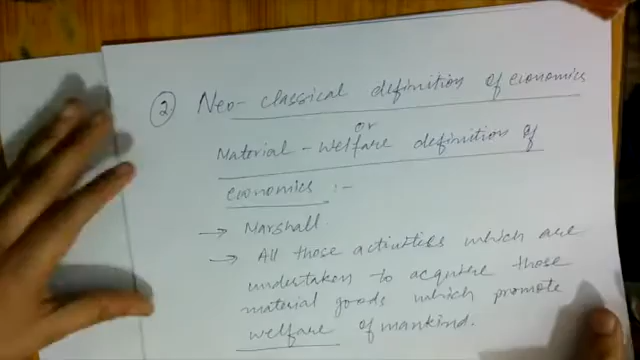 ② Neo-classical definition of economics
or
Material-welfare definition of
economics :-
→ Marshall.
→ All those activities which are
undertaken to acquire those
material goods which promote
welfare of mankind.